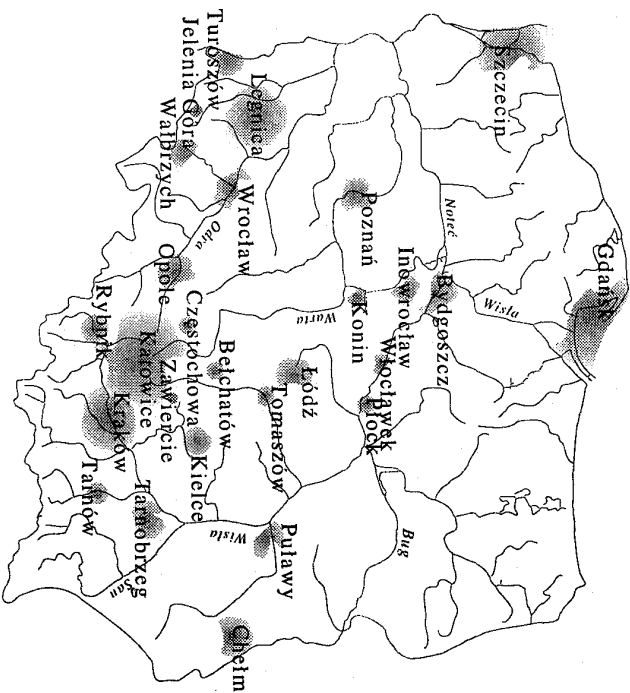 Gdańsk
Szczecin
Wisła
Noteć
Bydgoszcz
Inowrocław
Włocławek
Płock
Poznań
Konin
Bug
Warta
Łódź
Tomaszów
Puławy
Legnica
Wrocław
Turoszów
Jelenia Góra
Wałbrzych
Odra
Opole
Bełchatów
Wisła
Chełm
Częstochowa
Kielce
Zawiercie
Katowice
Rybnik
Kraków
Tarnobrzeg
Tarnów
San